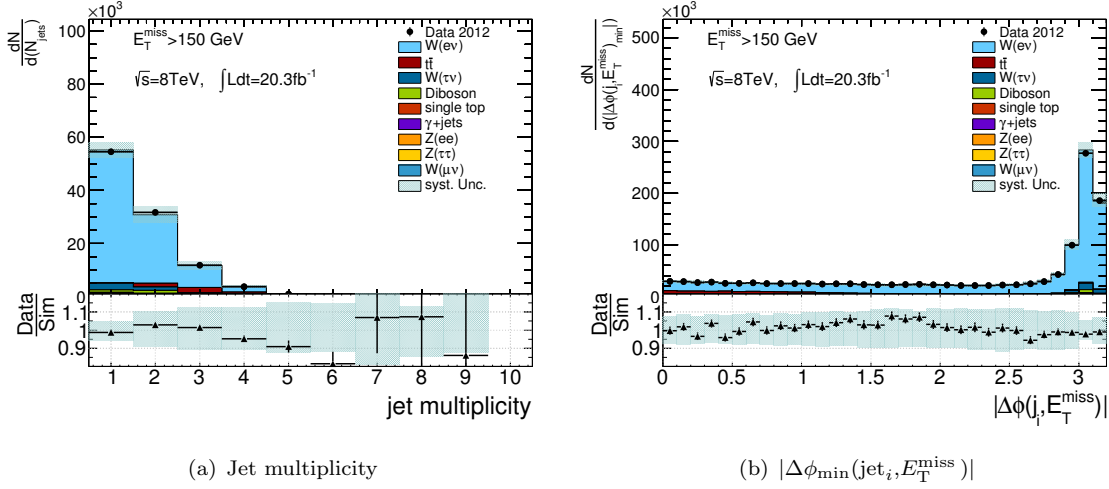 ×10³
100
80
60
40
20
0
dN
d(N_jets)
E_T^miss>150 GeV
√s=8TeV, ∫Ldt=20.3fb⁻¹
Data 2012
W(eν)
tt̄
W(τν)
Diboson
single top
γ+jets
Z(ee)
Z(ττ)
W(μν)
syst. Unc.
Data
Sim
1.1
1
0.9
1 2 3 4 5 6 7 8 9 10
jet multiplicity
(a) Jet multiplicity
×10³
500
400
300
200
100
0
dN
d(|Δϕ(j_i,E_T^miss)_min|)
E_T^miss>150 GeV
√s=8TeV, ∫Ldt=20.3fb⁻¹
Data 2012
W(eν)
tt̄
W(τν)
Diboson
single top
γ+jets
Z(ee)
Z(ττ)
W(μν)
syst. Unc.
Data
Sim
1.1
1
0.9
0 0.5 1 1.5 2 2.5 3
|Δϕ(j_i,E_T^miss)|
(b) |Δϕ_min(jet_i,E_T^miss)|